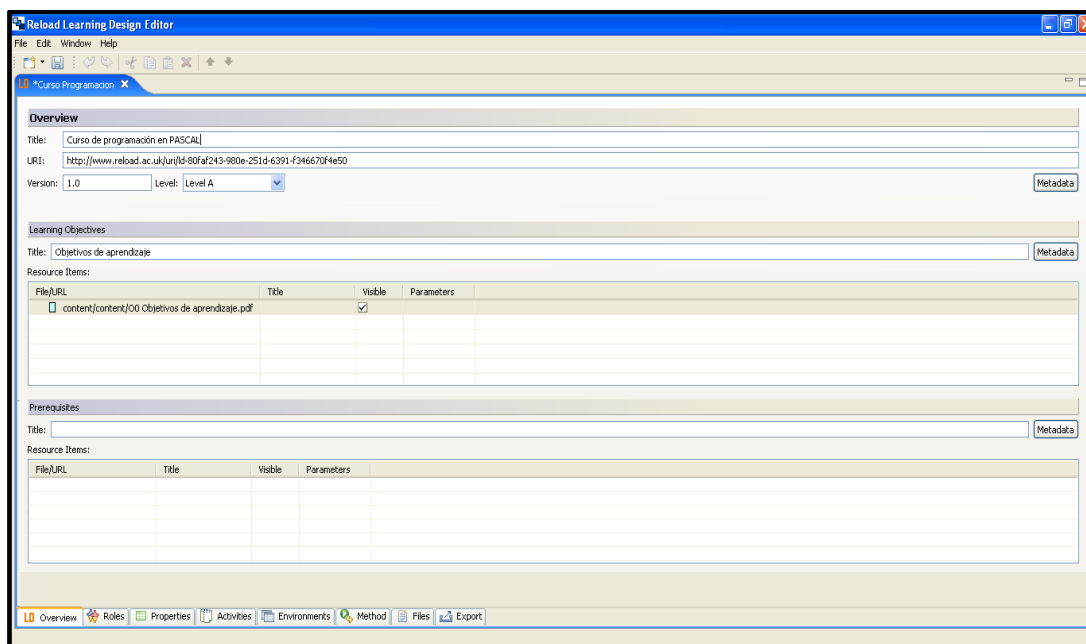 Reload Learning Design Editor
File Edit Window Help
LD *Curso Programacion
Overview
Title: Curso de programación en PASCAL
URI: http://www.reload.ac.uk/uri/ld-80faf243-980e-251d-6391-f346670f4e50
Version: 1.0 Level: Level A Metadata
Learning Objectives
Title: Objetivos de aprendizaje Metadata
Resource Items:
File/URL Title Visible Parameters
content/content/O0 Objetivos de aprendizaje.pdf
Prerequisites
Title: Metadata
Resource Items:
File/URL Title Visible Parameters
LD Overview Roles Properties Activities Environments Method Files Export